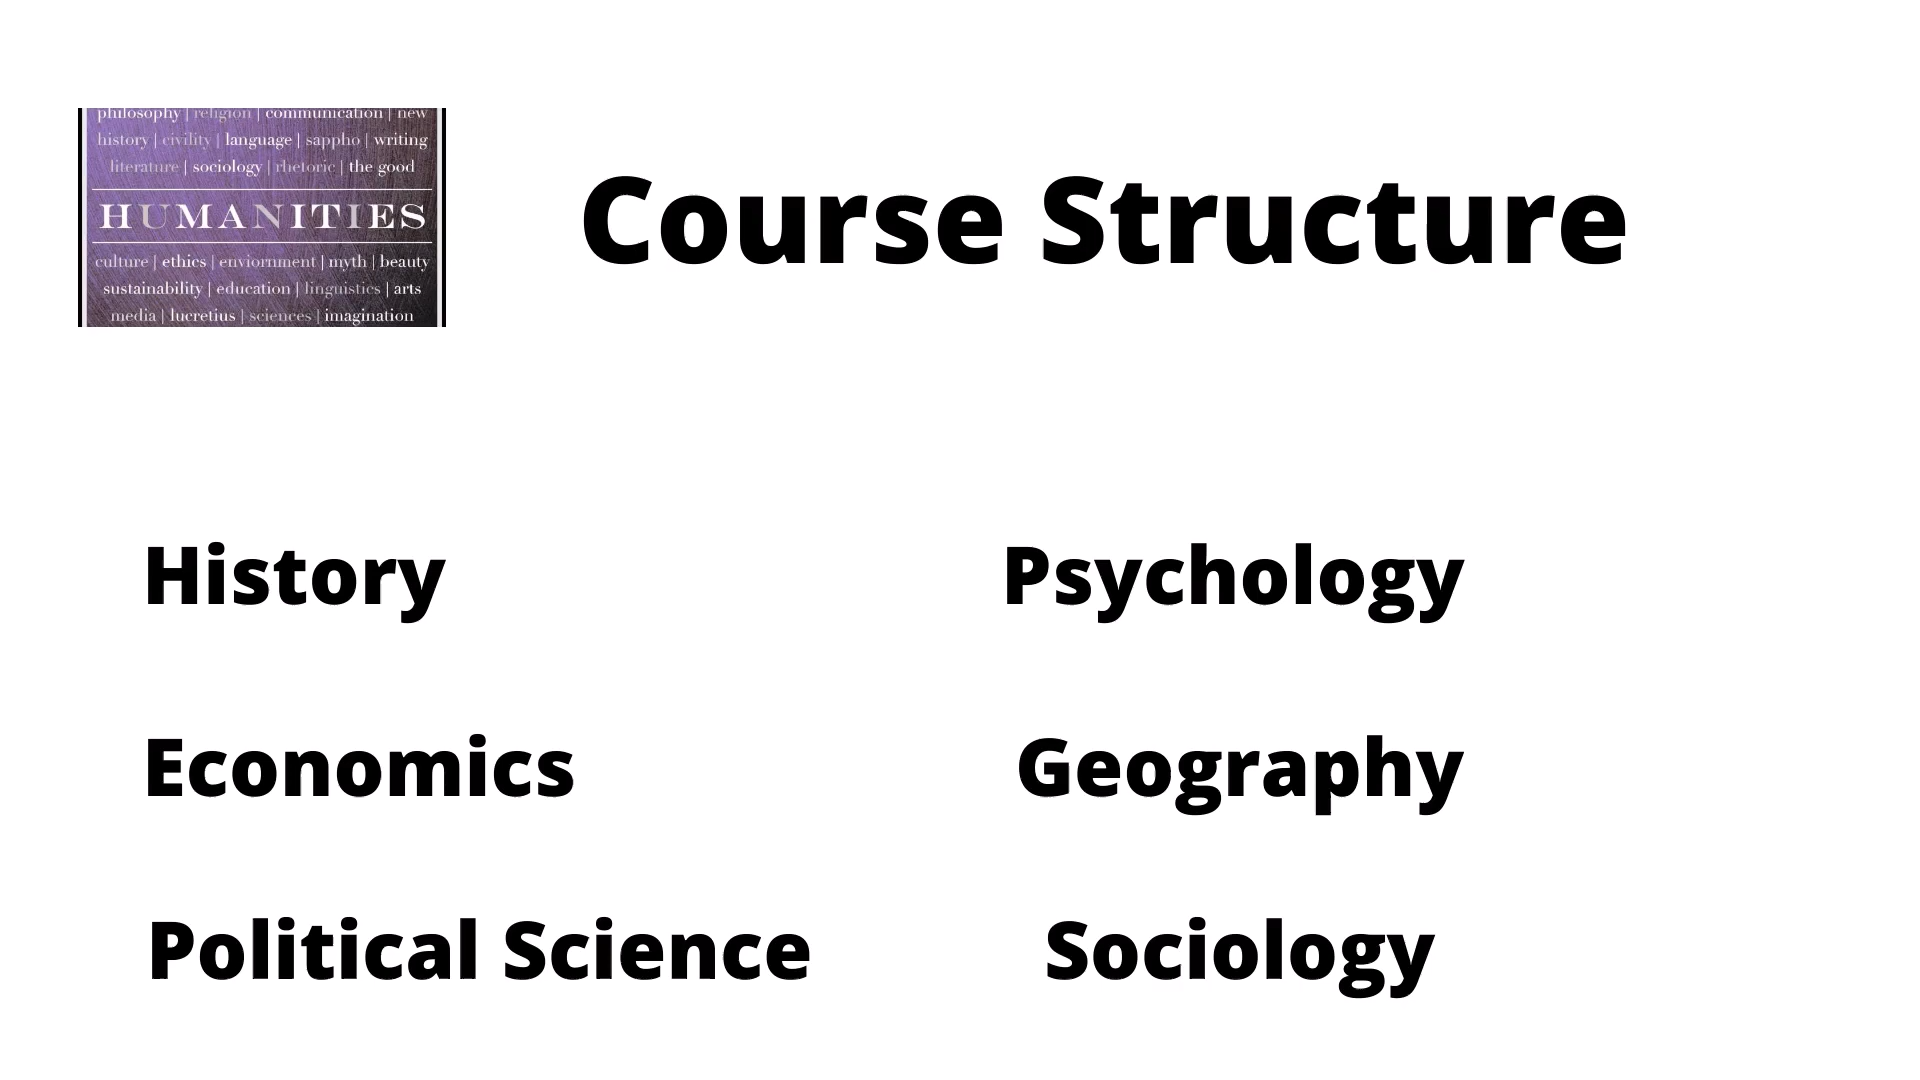 philosophy | religion | communication | new
history | civility | language | sappho | writing
literature | sociology | rhetoric | the good
HUMANITIES
culture | ethics | enviornment | myth | beauty
sustainability | education | linguistics | arts
media | lucretius | sciences | imagination
Course Structure
History
Psychology
Economics
Geography
Political Science
Sociology